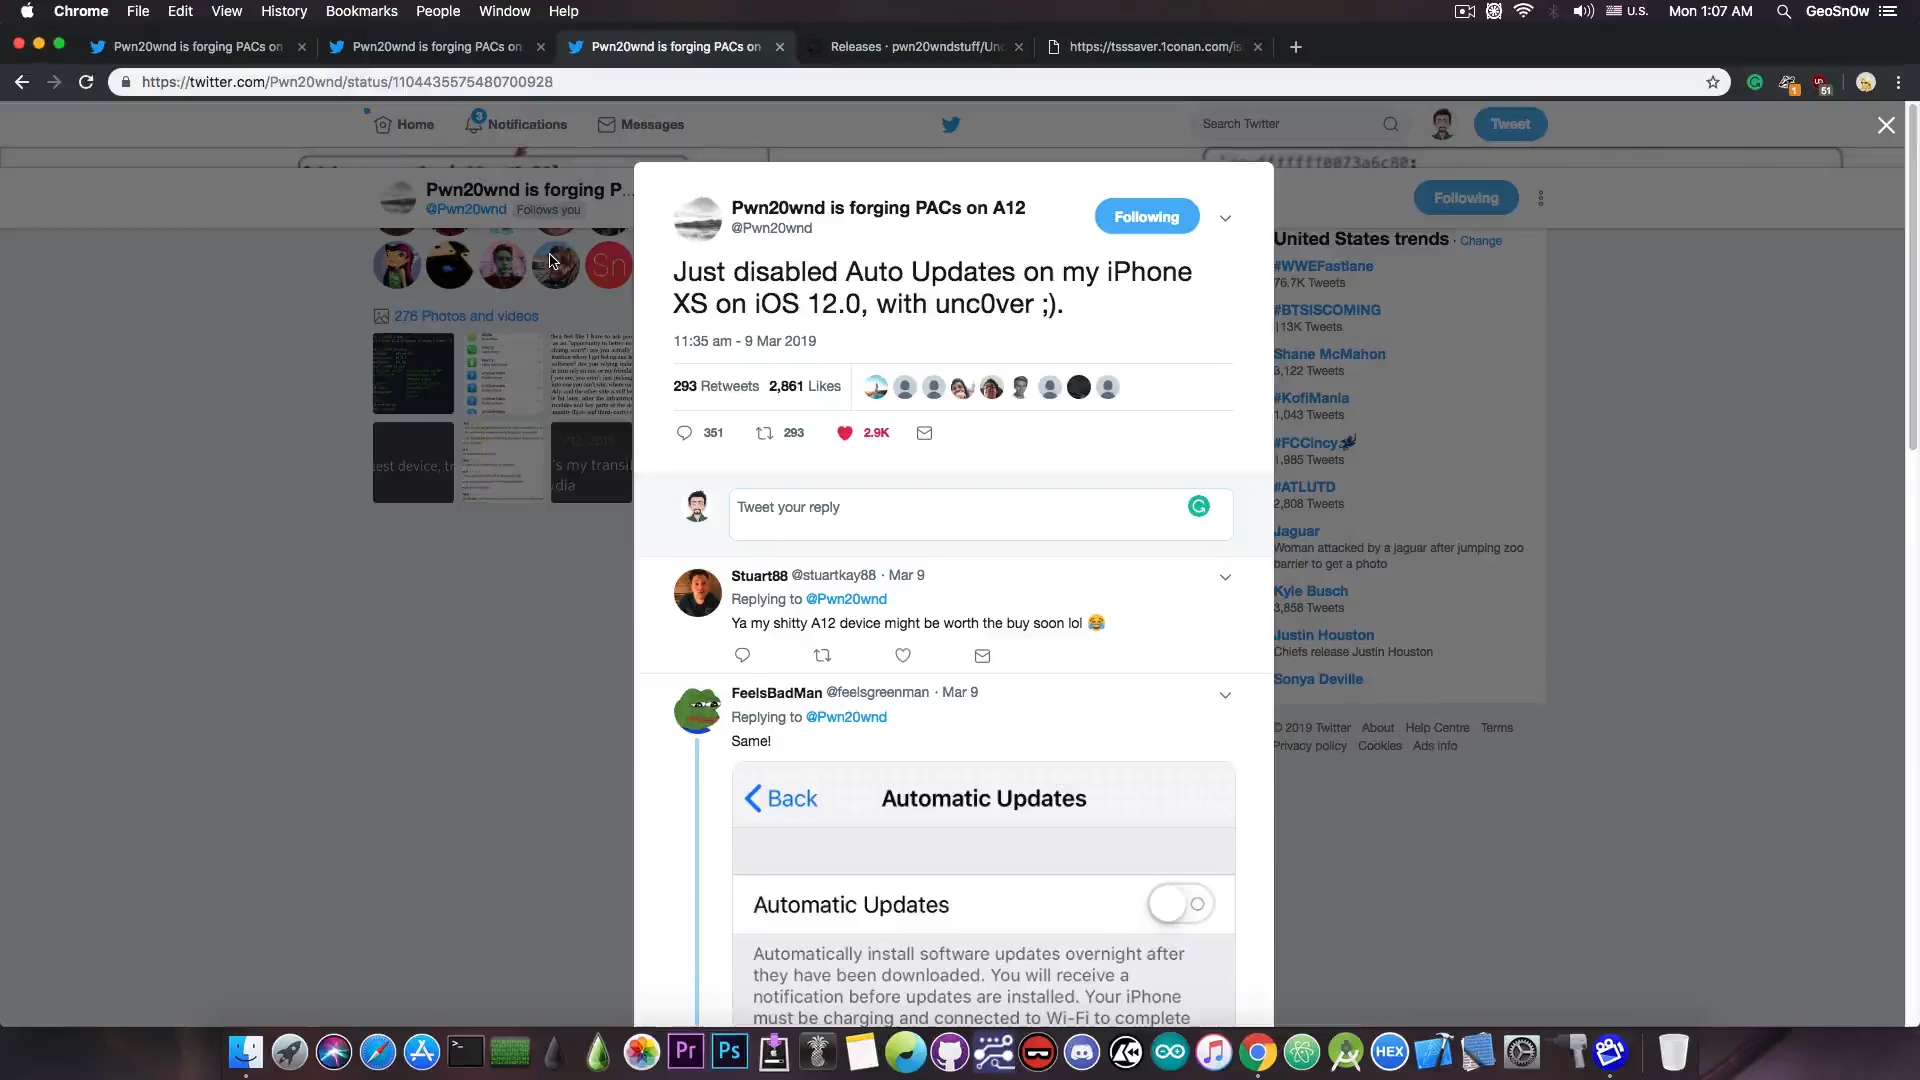 Chrome File Edit View History Bookmarks People Window Help U.S. Mon 1:07 AM GeoSn0w
Pwn20wnd is forging PACs on Pwn20wnd is forging PACs on Pwn20wnd is forging PACs on Releases · pwn20wndstuff/Unc https://tsssaver.1conan.com/is
https://twitter.com/Pwn20wnd/status/1104435575480700928 1 51
Home 3 Notifications Messages Search Twitter Tweet
Pwn20wnd is forging P...
@Pwn20wnd Follows you
Following
Sn
276 Photos and videos
Pwn20wnd is forging PACs on A12
@Pwn20wnd
Following
Just disabled Auto Updates on my iPhone
XS on iOS 12.0, with unc0ver ;).
11:35 am - 9 Mar 2019
293 Retweets 2,861 Likes
351 293 2.9K
Tweet your reply
Stuart88 @stuartkay88 · Mar 9
Replying to @Pwn20wnd
Ya my shitty A12 device might be worth the buy soon lol 😂
FeelsBadMan @feelsgreenman · Mar 9
Replying to @Pwn20wnd
Same!
Back Automatic Updates
Automatic Updates
Automatically install software updates overnight after
they have been downloaded. You will receive a
notification before updates are installed. Your iPhone
must be charging and connected to Wi-Fi to complete
United States trends · Change
#WWEFastlane
76.7K Tweets
#BTSISCOMING
113K Tweets
Shane McMahon
3,122 Tweets
#KofiMania
1,043 Tweets
#FCCincy
1,985 Tweets
#ATLUTD
2,808 Tweets
Jaguar
Woman attacked by a jaguar after jumping zoo
barrier to get a photo
Kyle Busch
3,858 Tweets
Justin Houston
Chiefs release Justin Houston
Sonya Deville
© 2019 Twitter About Help Centre Terms
Privacy policy Cookies Ads info
Pr Ps HEX